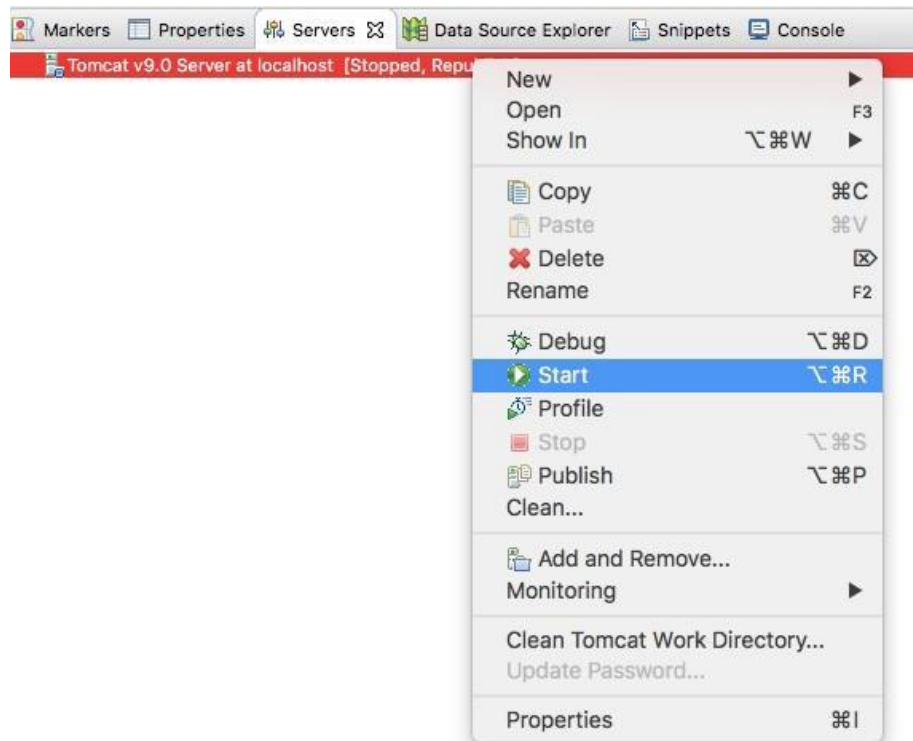 Markers Properties Servers Data Source Explorer Snippets Console
Tomcat v9.0 Server at localhost [Stopped,
New
Open F3
Show In ⌥⌘W
Copy ⌘C
Paste ⌘V
Delete ⌦
Rename F2
Debug ⌥⌘D
Start ⌥⌘R
Profile
Stop ⌥⌘S
Publish ⌥⌘P
Clean...
Add and Remove...
Monitoring
Clean Tomcat Work Directory...
Update Password...
Properties ⌘I